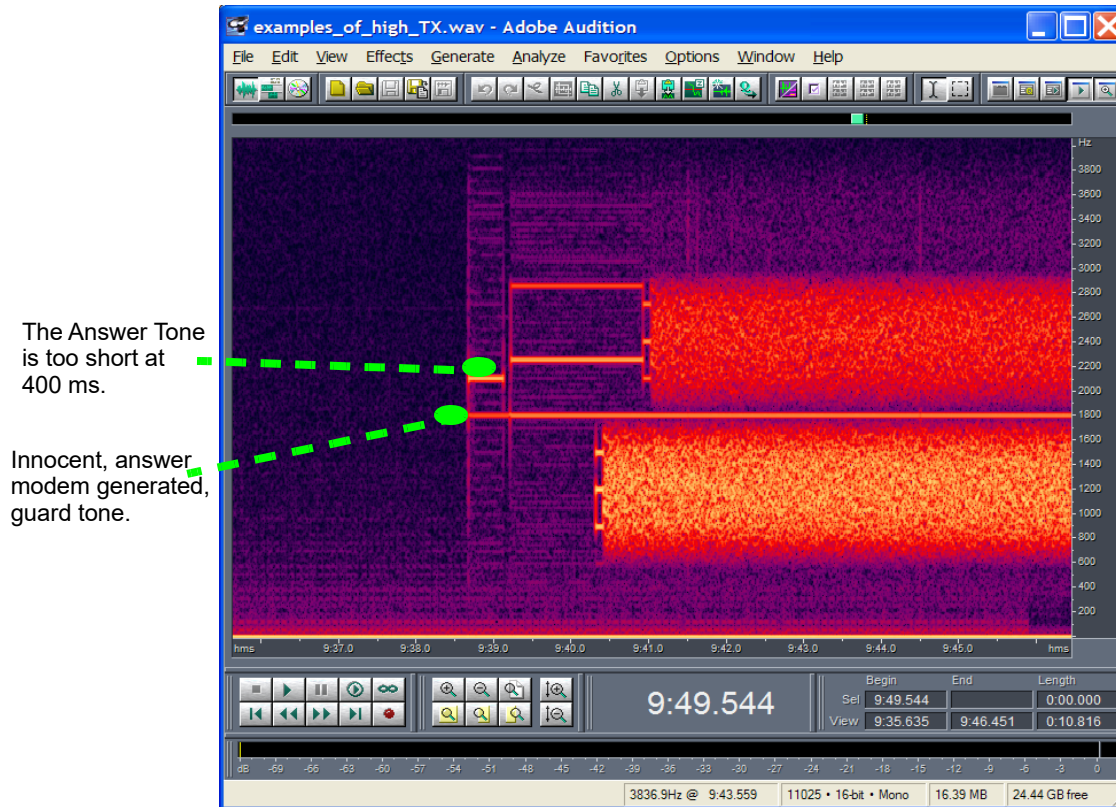 examples_of_high_TX.wav - Adobe Audition
File Edit View Effects Generate Analyze Favorites Options Window Help
Hz
3800
3600
3400
3200
3000
2800
2600
2400
2200
2000
1800
1600
1400
1200
1000
800
600
400
200
The Answer Tone
is too short at
400 ms.
Innocent, answer
modem generated,
guard tone.
hms 9:37.0 9:38.0 9:39.0 9:40.0 9:41.0 9:42.0 9:43.0 9:44.0 9:45.0 hms
9:49.544
Begin End Length
Sel 9:49.544 0:00.000
View 9:35.635 9:46.451 0:10.816
dB -69 -66 -63 -60 -57 -54 -51 -48 -45 -42 -39 -36 -33 -30 -27 -24 -21 -18 -15 -12 -9 -6 -3 0
3836.9Hz @ 9:43.559 11025 • 16-bit • Mono 16.39 MB 24.44 GB free